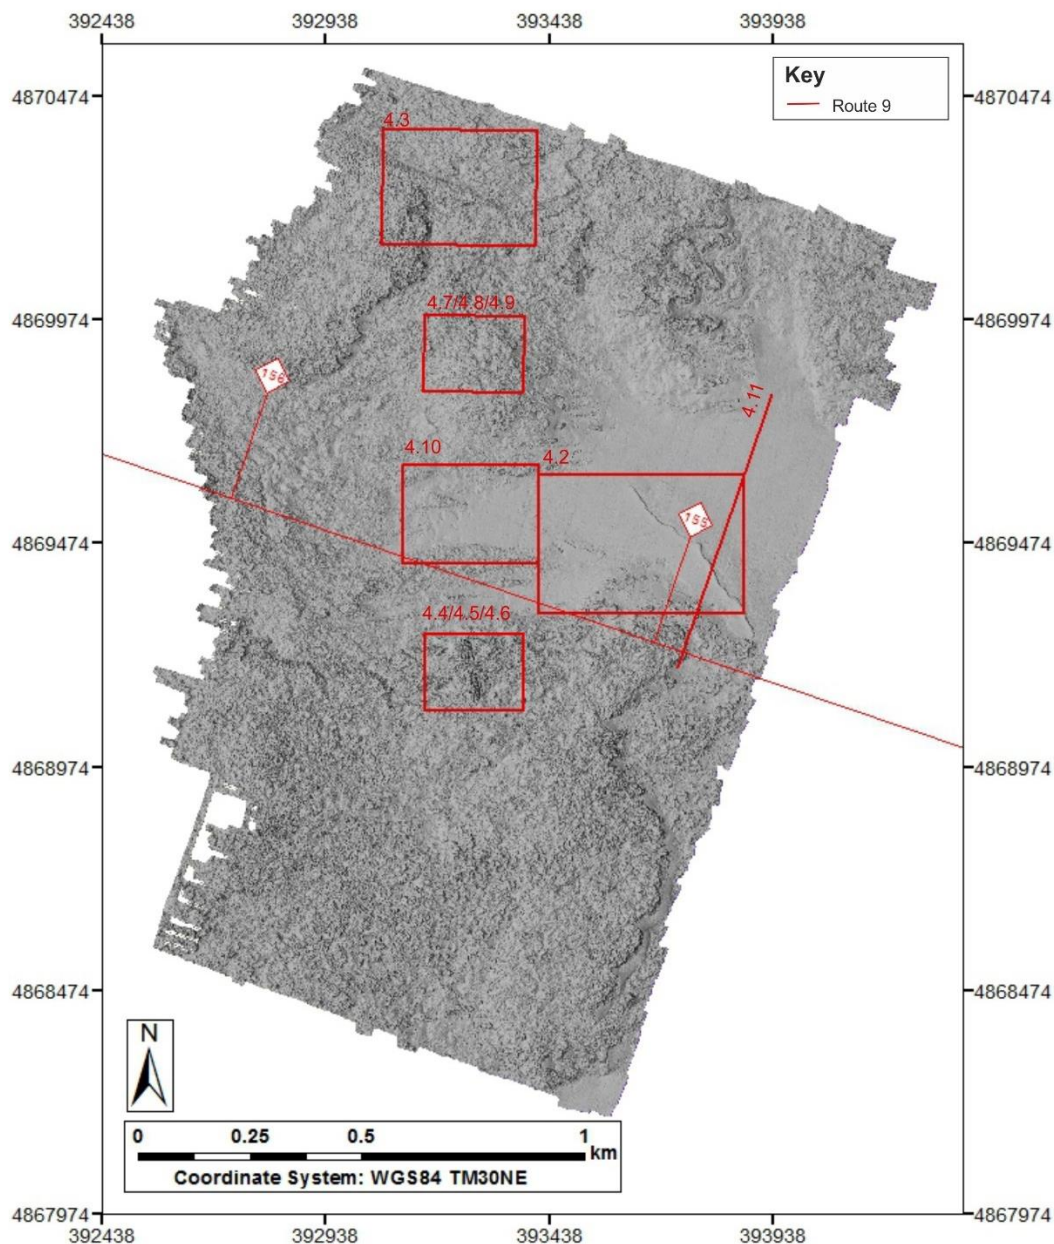 392438 392938 393438 393938
Key
Route 9
4870474 4870474
4.3
4.7/4.8/4.9
4869974 4869974
156
4.11
4.10
4.2
155
4869474 4869474
4.4/4.5/4.6
4868974 4868974
4868474 4868474
N
0 0.25 0.5 1
km
Coordinate System: WGS84 TM30NE
4867974 4867974
392438 392938 393438 393938